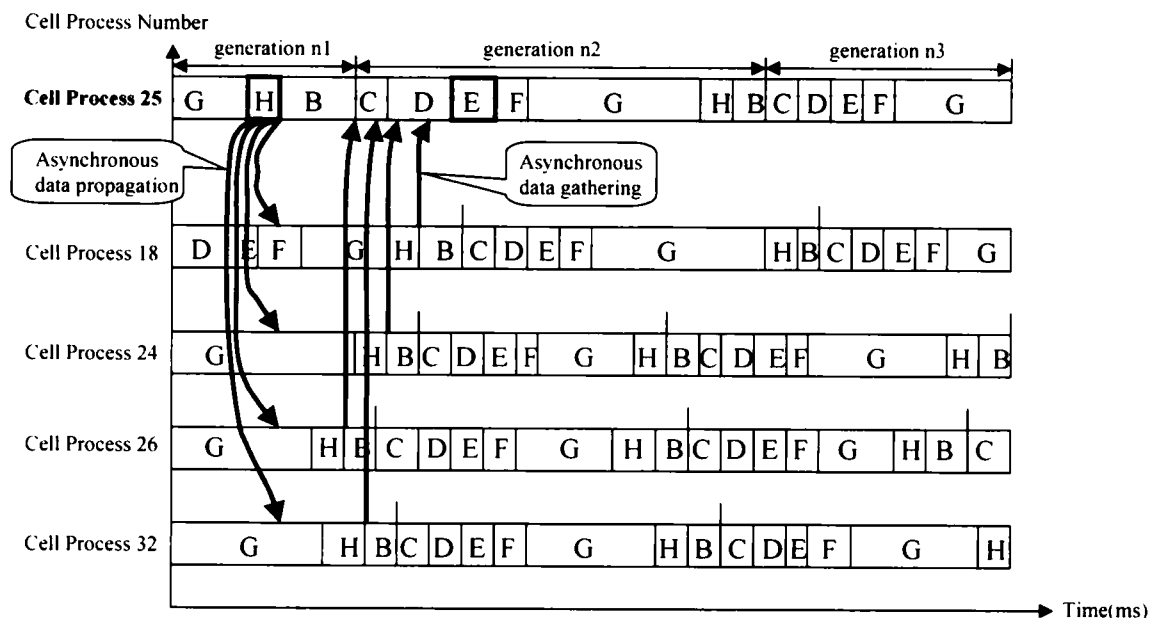 Cell Process Number
generation n1 generation n2 generation n3
Cell Process 25 G H B C D E F G H B C D E F G
Asynchronous
data propagation
Asynchronous
data gathering
Cell Process 18 D E F G H B C D E F G H B C D E F G
Cell Process 24 G H B C D E F G H B C D E F G H B
Cell Process 26 G H B C D E F G H B C D E F G H B C
Cell Process 32 G H B C D E F G H B C D E F G H
Time(ms)